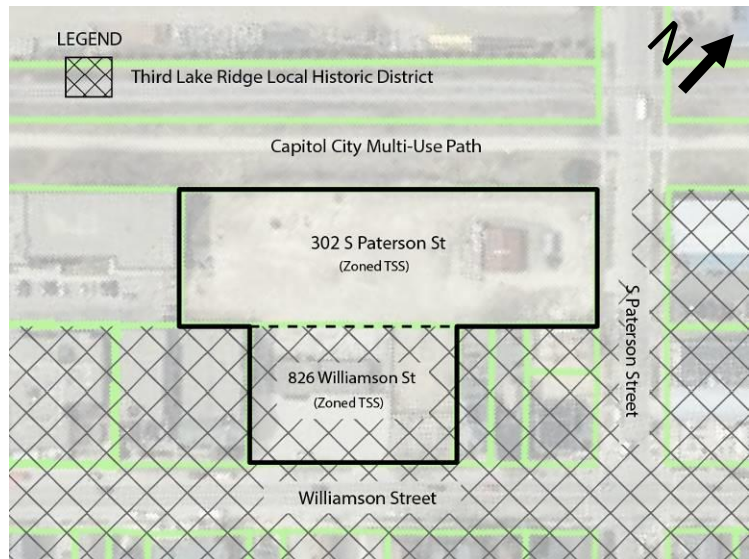 LEGEND
Third Lake Ridge Local Historic District
N
Capitol City Multi-Use Path
302 S Paterson St
(Zoned TSS)
S Paterson Street
826 Williamson St
(Zoned TSS)
Williamson Street